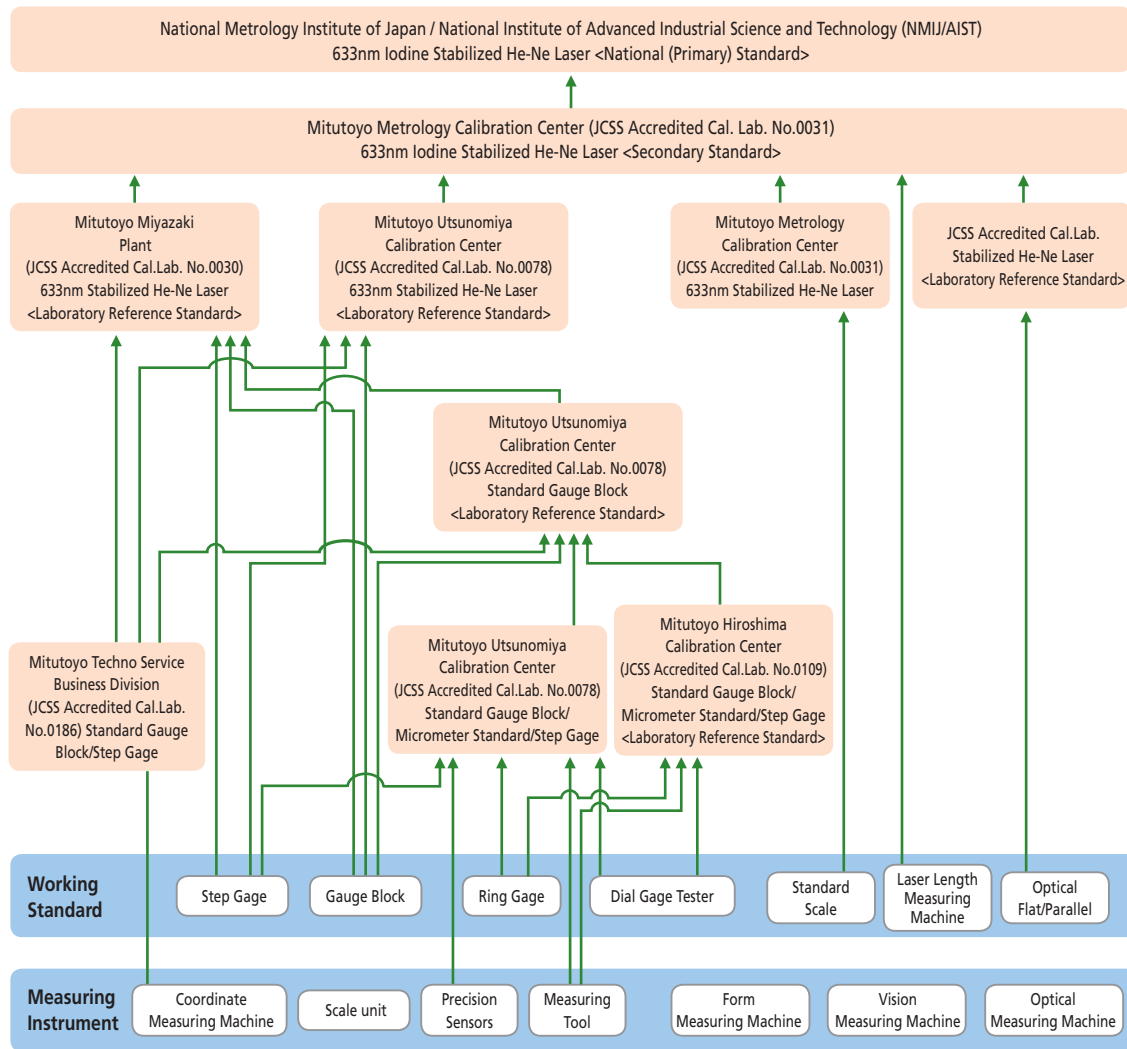 National Metrology Institute of Japan / National Institute of Advanced Industrial Science and Technology (NMIJ/AIST)
633nm Iodine Stabilized He-Ne Laser <National (Primary) Standard>
Mitutoyo Metrology Calibration Center (JCSS Accredited Cal. Lab. No.0031)
633nm Iodine Stabilized He-Ne Laser <Secondary Standard>
Mitutoyo Miyazaki
Plant
(JCSS Accredited Cal.Lab. No.0030)
633nm Stabilized He-Ne Laser
<Laboratory Reference Standard>
Mitutoyo Utsunomiya
Calibration Center
(JCSS Accredited Cal.Lab. No.0078)
633nm Stabilized He-Ne Laser
<Laboratory Reference Standard>
Mitutoyo Metrology
Calibration Center
(JCSS Accredited Cal.Lab. No.0031)
633nm Stabilized He-Ne Laser
JCSS Accredited Cal.Lab.
Stabilized He-Ne Laser
<Laboratory Reference Standard>
Mitutoyo Utsunomiya
Calibration Center
(JCSS Accredited Cal.Lab. No.0078)
Standard Gauge Block
<Laboratory Reference Standard>
Mitutoyo Techno Service
Business Division
(JCSS Accredited Cal.Lab.
No.0186) Standard Gauge
Block/Step Gage
Mitutoyo Utsunomiya
Calibration Center
(JCSS Accredited Cal.Lab. No.0078)
Standard Gauge Block/
Micrometer Standard/Step Gage
Mitutoyo Hiroshima
Calibration Center
(JCSS Accredited Cal.Lab. No.0109)
Standard Gauge Block/
Micrometer Standard/Step Gage
<Laboratory Reference Standard>
Working
Standard
Step Gage
Gauge Block
Ring Gage
Dial Gage Tester
Standard
Scale
Laser Length
Measuring
Machine
Optical
Flat/Parallel
Measuring
Instrument
Coordinate
Measuring Machine
Scale unit
Precision
Sensors
Measuring
Tool
Form
Measuring Machine
Vision
Measuring Machine
Optical
Measuring Machine